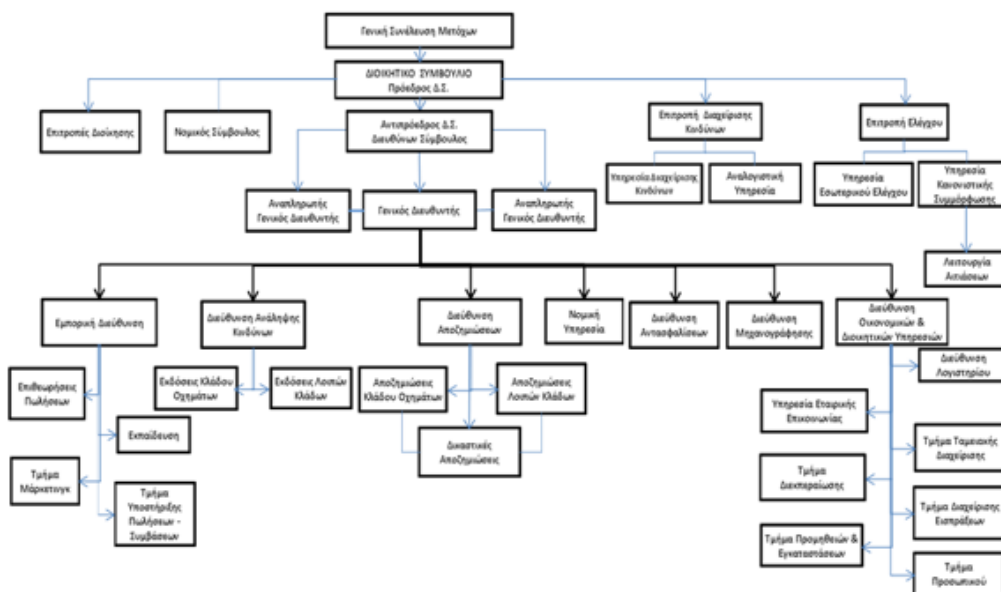 Γενική Συνέλευση Μετόχων
ΔΙΟΙΚΗΤΙΚΟ ΣΥΜΒΟΥΛΙΟ
Πρόεδρος Δ.Σ.
Επιτροπές Διοίκησης
Νομικός Σύμβουλος
Αντιπρόεδρος Δ.Σ.
Διευθύνων Σύμβουλος
Επιτροπή Διαχείρισης
Κινδύνων
Επιτροπή Ελέγχου
Υπηρεσία Διαχείρισης
Κινδύνων
Αναλογιστική
Υπηρεσία
Υπηρεσία
Εσωτερικού Ελέγχου
Υπηρεσία
Κανονιστικής
Συμμόρφωσης
Αναπληρωτής
Γενικός Διευθυντής
Γενικός Διευθυντής
Αναπληρωτής
Γενικός Διευθυντής
Λειτουργία
Αιτιάσεων
Εμπορική Διεύθυνση
Διεύθυνση Ανάληψης
Κινδύνων
Διεύθυνση
Αποζημιώσεων
Νομική
Υπηρεσία
Διεύθυνση
Αντασφαλίσεων
Διεύθυνση
Μηχανογράφησης
Διεύθυνση
Οικονομικών &
Διοικητικών Υπηρεσιών
Επιθεωρήσεις
Πωλήσεων
Εκδόσεις Κλάδου
Οχημάτων
Εκδόσεις Λοιπών
Κλάδων
Αποζημιώσεις
Κλάδου Οχημάτων
Αποζημιώσεις
Λοιπών Κλάδων
Διεύθυνση
Λογιστηρίου
Υπηρεσία Εταιρικής
Επικοινωνίας
Εκπαίδευση
Δικαστικές
Αποζημιώσεις
Τμήμα Ταμειακής
Διαχείρισης
Τμήμα
Μάρκετινγκ
Τμήμα
Διεκπεραίωσης
Τμήμα
Υποστήριξης
Πωλήσεων -
Συμβάσεων
Τμήμα Διαχείρισης
Εισπράξεων
Τμήμα Προμηθειών &
Εγκαταστάσεων
Τμήμα
Προσωπικού